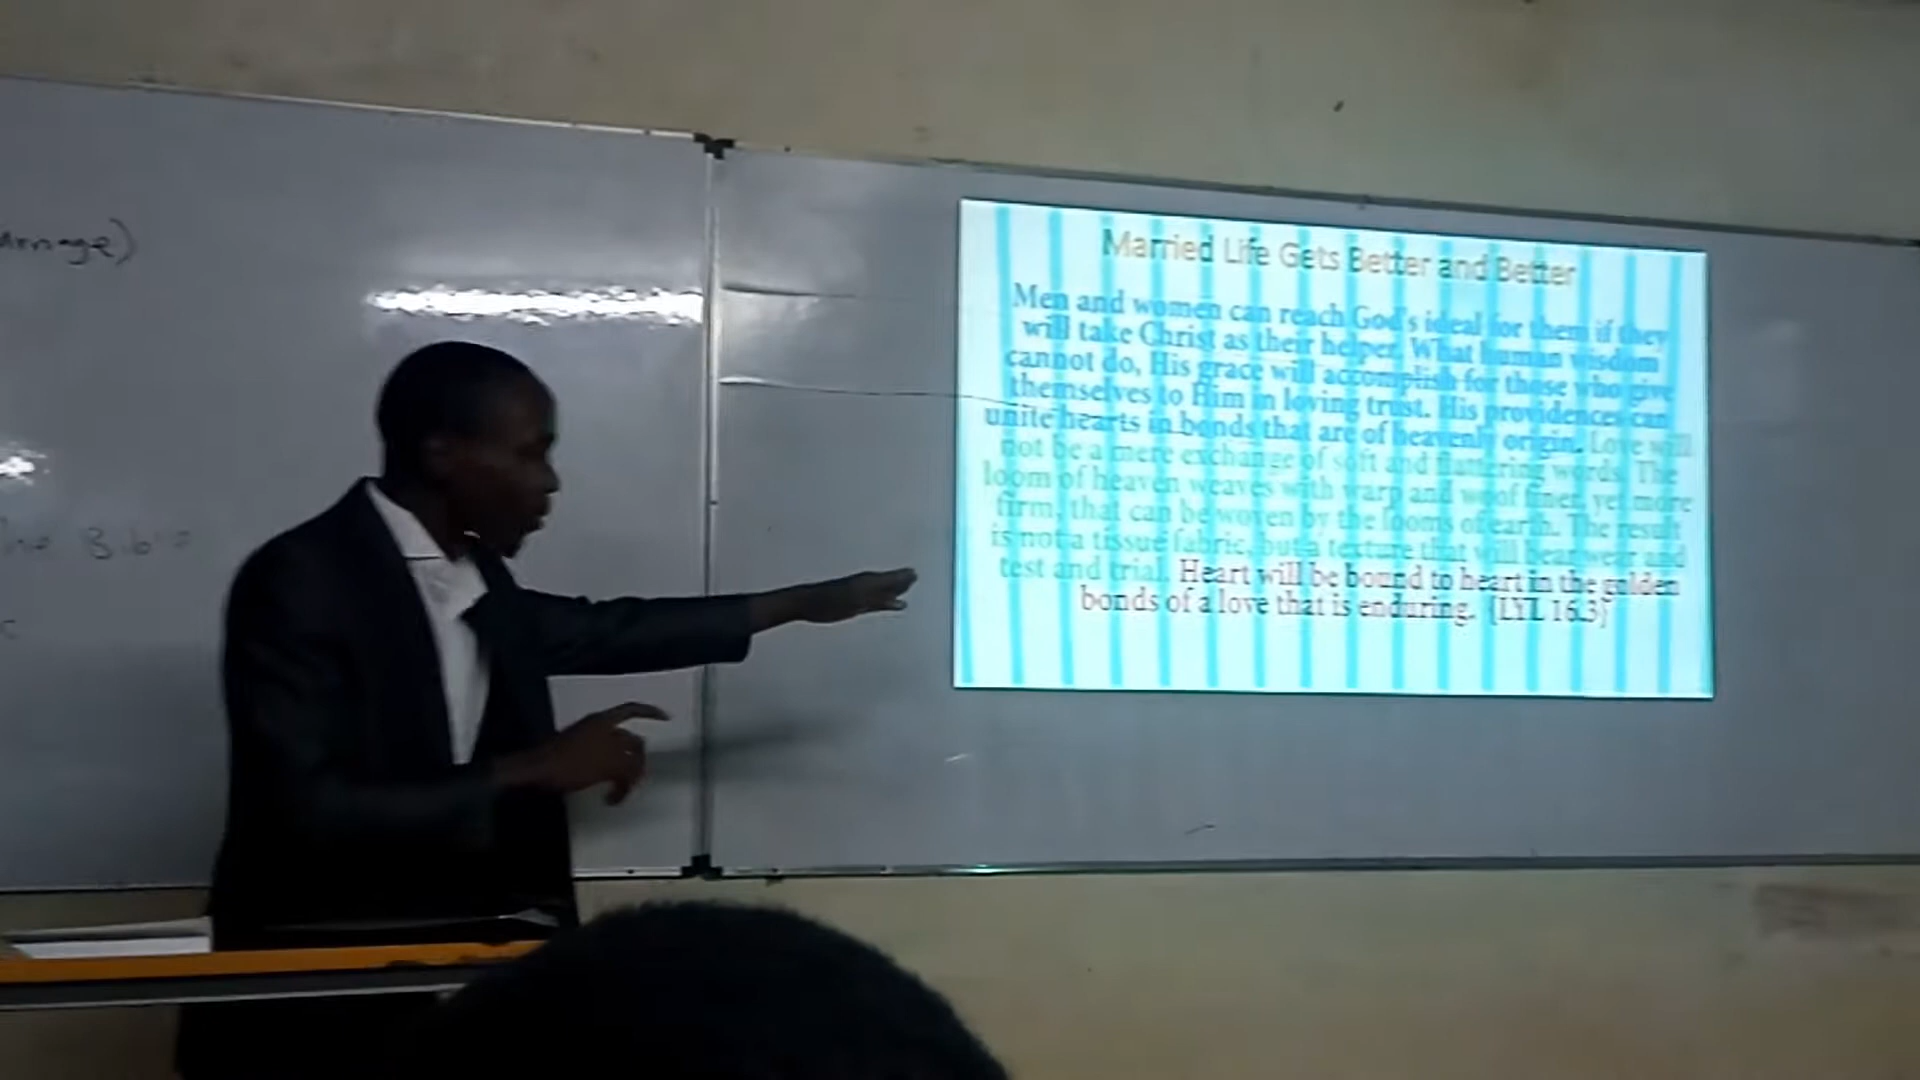 arriage)
the Bible
c
Married Life Gets Better and Better
Men and women can reach God's ideal for them if they
will take Christ as their helper. What human wisdom
cannot do, His grace will accomplish for those who give
themselves to Him in loving trust. His providences can
unite hearts in bonds that are of heavenly origin. Love will
not be a mere exchange of soft and flattering words. The
loom of heaven weaves with warp and woof finer, yet more
firm, that can be woven by the looms of earth. The result
is not a tissue fabric, but a texture that will bear wear and
test and trial. Heart will be bound to heart in the golden
bonds of a love that is enduring. {LYL 16.3}